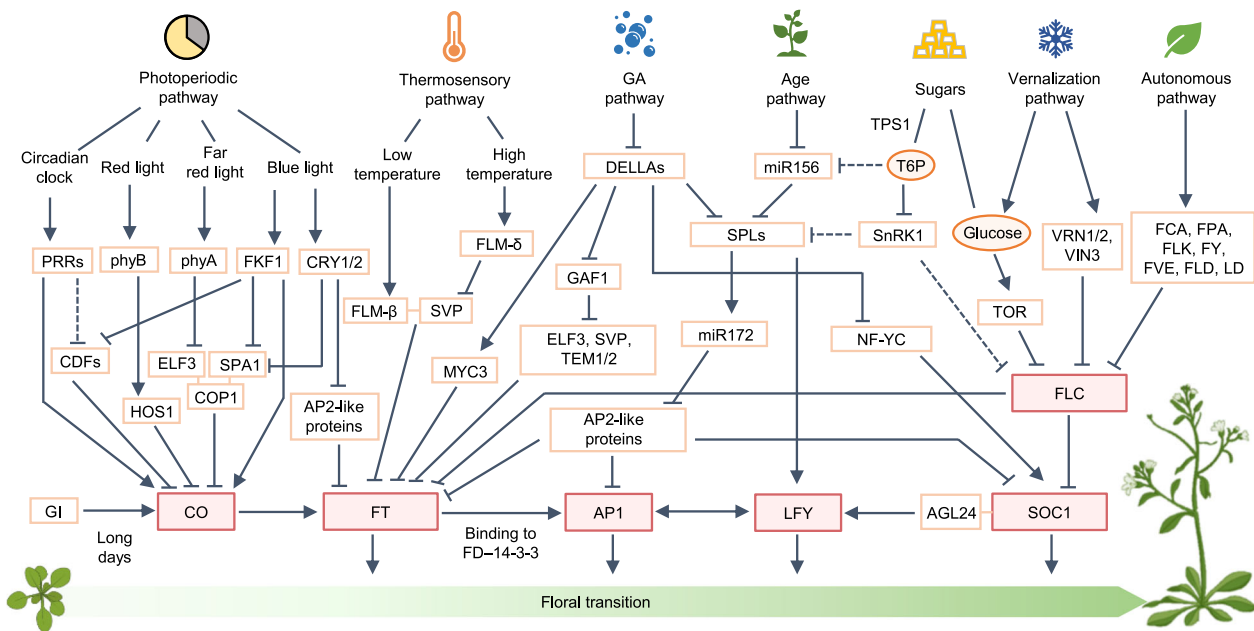 Photoperiodic
pathway
Thermosensory
pathway
GA
pathway
Age
pathway
Sugars
Vernalization
pathway
Autonomous
pathway
TPS1
Circadian
clock
Red light
Far
red light
Blue light
Low
temperature
High
temperature
DELLAs
miR156
T6P
PRRs
phyB
phyA
FKF1
CRY1/2
FLM-δ
SPLs
SnRK1
Glucose
VRN1/2,
VIN3
FCA, FPA,
FLK, FY,
FVE, FLD, LD
GAF1
FLM-β
SVP
TOR
CDFs
ELF3
SPA1
COP1
HOS1
MYC3
ELF3, SVP,
TEM1/2
miR172
NF-YC
AP2-like
proteins
AP2-like
proteins
FLC
GI
CO
FT
AP1
LFY
AGL24
SOC1
Long
days
Binding to
FD–14-3-3
Floral transition